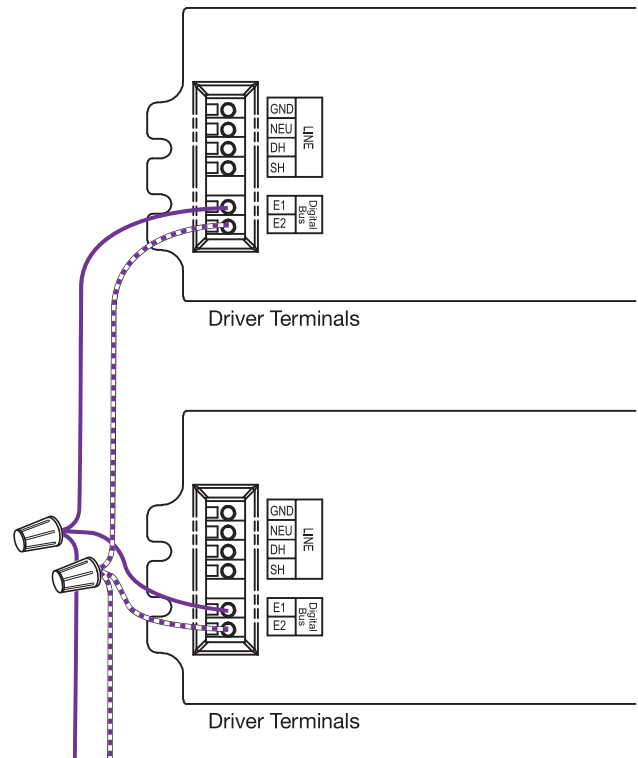 GND
NEU
DH
SH
LINE
E1
E2
Digital
Bus
Driver Terminals
GND
NEU
DH
SH
LINE
E1
E2
Digital
Bus
Driver Terminals